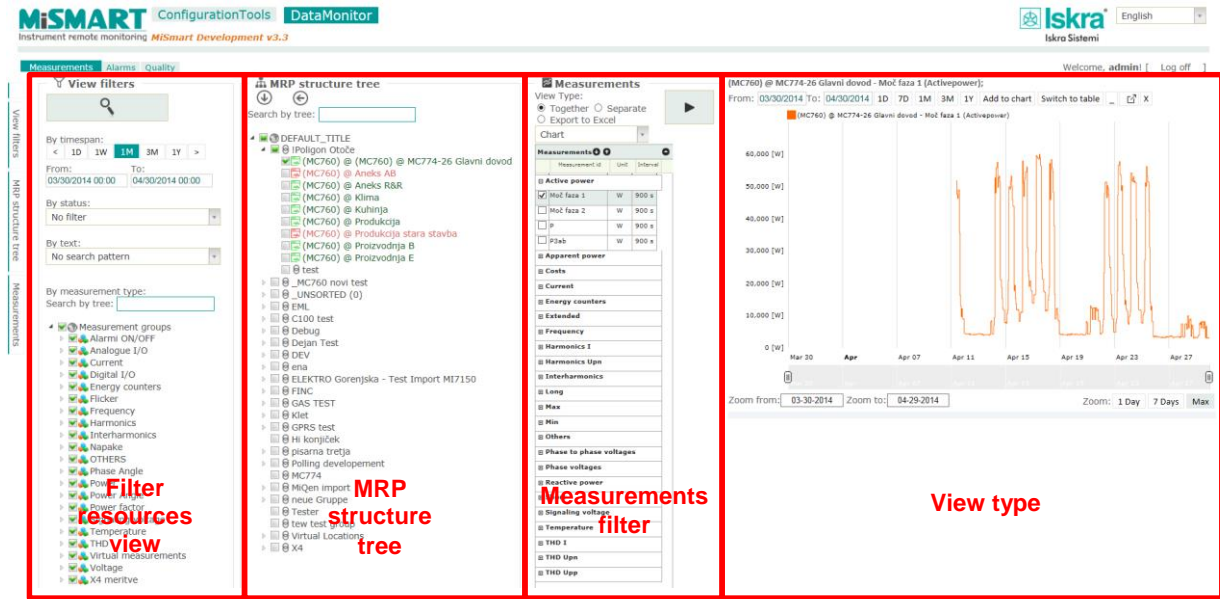 MiSMART ConfigurationTools DataMonitor
Instrument remote monitoring MiSmart Development v3.3
Iskra®
Iskra Sistemi
English
Measurements Alarms Quality
Welcome, admin! [ Log off ]
View filters
MRP structure tree
Measurements
View filters
By timespan:
< 1D 1W 1M 3M 1Y >
From: To:
03/30/2014 00:00 04/30/2014 00:00
By status:
No filter
By text:
No search pattern
By measurement type:
Search by tree:
Measurement groups
Alarmi ON/OFF
Analogue I/O
Current
Digital I/O
Energy counters
Flicker
Frequency
Harmonics
Interharmonics
Napake
OTHERS
Phase Angle
Power
Power Angle
Power factor
Temperature
THD
Virtual measurements
Voltage
X4 meritve
Filter
resources
view
MRP structure tree
Search by tree:
DEFAULT_TITLE
!Poligon Otoče
(MC760) @ (MC760) @ MC774-26 Glavni dovod
(MC760) @ Aneks AB
(MC760) @ Aneks R&R
(MC760) @ Klima
(MC760) @ Kuhinja
(MC760) @ Produkcija
(MC760) @ Produkcija stara stavba
(MC760) @ Proizvodnja B
(MC760) @ Proizvodnja E
test
_MC760 novi test
_UNSORTED (0)
EML
C100 test
Debug
Dejan Test
DEV
ena
ELEKTRO Gorenjska - Test Import MI7150
FINC
GAS TEST
Klet
GPRS test
Hi konjiček
pisarna tretja
Polling developement
MC774
MiQen import
neue Gruppe
Tester
tew test group
Virtual Locations
X4
MRP
structure
tree
Measurements
View Type:
Together Separate
Export to Excel
Chart
Measurements
Measurement id Unit Interval
Active power
Moč faza 1 W 900 s
Moč faza 2 W 900 s
P W 900 s
P3ab W 900 s
Apparent power
Costs
Current
Energy counters
Extended
Frequency
Harmonics I
Harmonics Upn
Interharmonics
Long
Max
Min
Others
Phase to phase voltages
Phase voltages
Reactive power
Signaling voltage
Temperature
THD I
THD Upn
THD Upp
Measurements
filter
(MC760) @ MC774-26 Glavni dovod - Moč faza 1 (Activepower);
From: 03/30/2014 To: 04/30/2014 1D 7D 1M 3M 1Y Add to chart Switch to table _ X
(MC760) @ MC774-26 Glavni dovod - Moč faza 1 (Activepower)
60,000 [W]
50,000 [W]
40,000 [W]
30,000 [W]
20,000 [W]
10,000 [W]
0 [W]
Mar 30 Apr Apr 07 Apr 11 Apr 15 Apr 19 Apr 23 Apr 27
Zoom from: 03-30-2014 Zoom to: 04-29-2014 Zoom: 1 Day 7 Days Max
View type